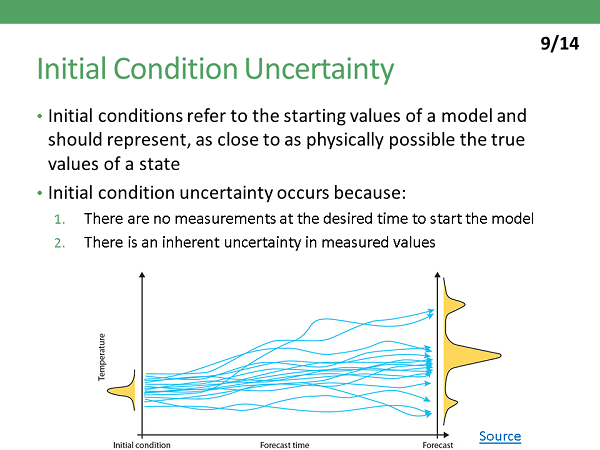 9/14
Initial Condition Uncertainty
• Initial conditions refer to the starting values of a model and
should represent, as close to as physically possible the true
values of a state
• Initial condition uncertainty occurs because:
1. There are no measurements at the desired time to start the model
2. There is an inherent uncertainty in measured values
Temperature
Initial condition
Forecast time
Forecast
Source